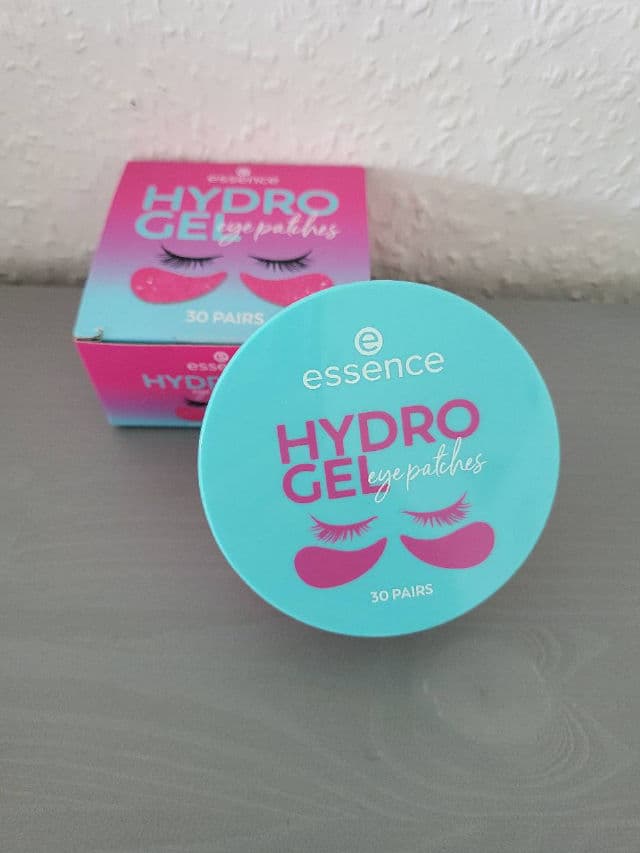 essence
HYDRO
GEL eye patches
30 PAIRS
e
essence
HYDRO
GEL eye patches
30 PAIRS